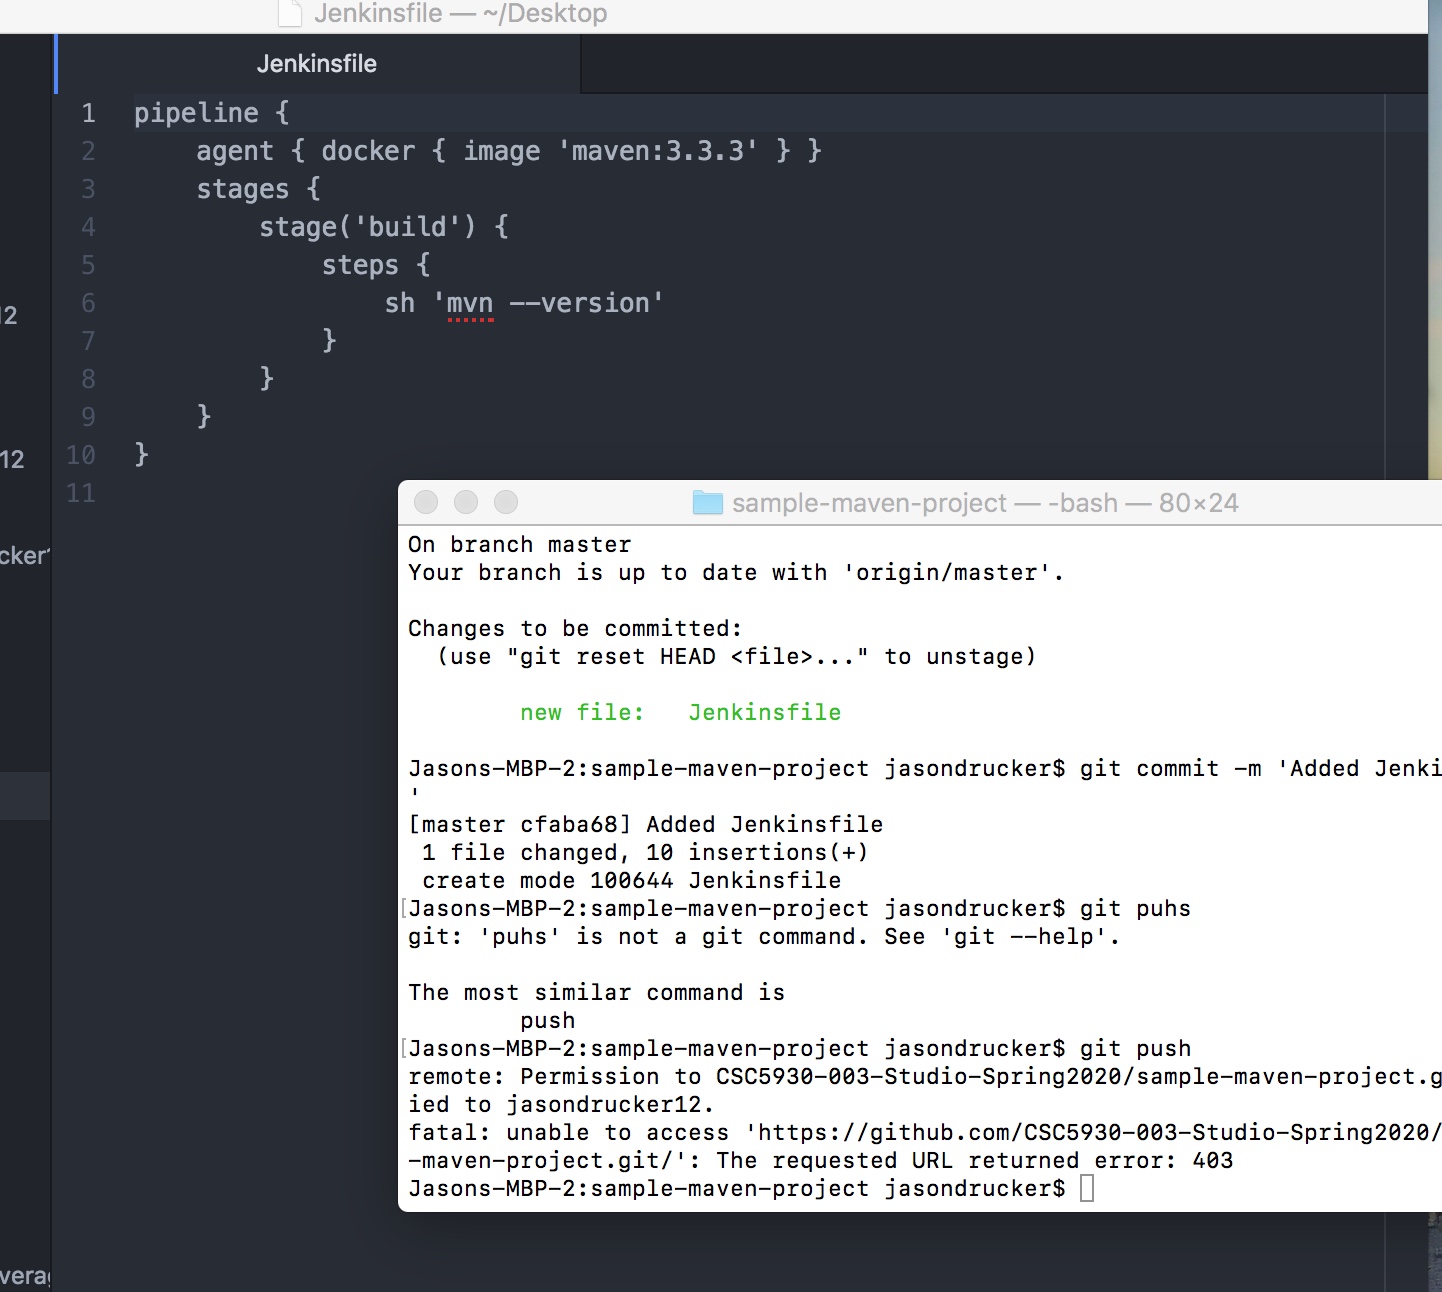 Jenkinsfile — ~/Desktop
Jenkinsfile
1 pipeline {
2 agent { docker { image 'maven:3.3.3' } }
3 stages {
4 stage('build') {
5 steps {
6 sh 'mvn --version'
7 }
8 }
9 }
10 }
11
12
12
sample-maven-project — -bash — 80×24
On branch master
Your branch is up to date with 'origin/master'.
Changes to be committed:
(use "git reset HEAD <file>..." to unstage)
new file: Jenkinsfile
Jasons-MBP-2:sample-maven-project jasondrucker$ git commit -m 'Added Jenki
'
[master cfaba68] Added Jenkinsfile
1 file changed, 10 insertions(+)
create mode 100644 Jenkinsfile
[Jasons-MBP-2:sample-maven-project jasondrucker$ git puhs
git: 'puhs' is not a git command. See 'git --help'.
The most similar command is
push
[Jasons-MBP-2:sample-maven-project jasondrucker$ git push
remote: Permission to CSC5930-003-Studio-Spring2020/sample-maven-project.g
ied to jasondrucker12.
fatal: unable to access 'https://github.com/CSC5930-003-Studio-Spring2020/
-maven-project.git/': The requested URL returned error: 403
Jasons-MBP-2:sample-maven-project jasondrucker$